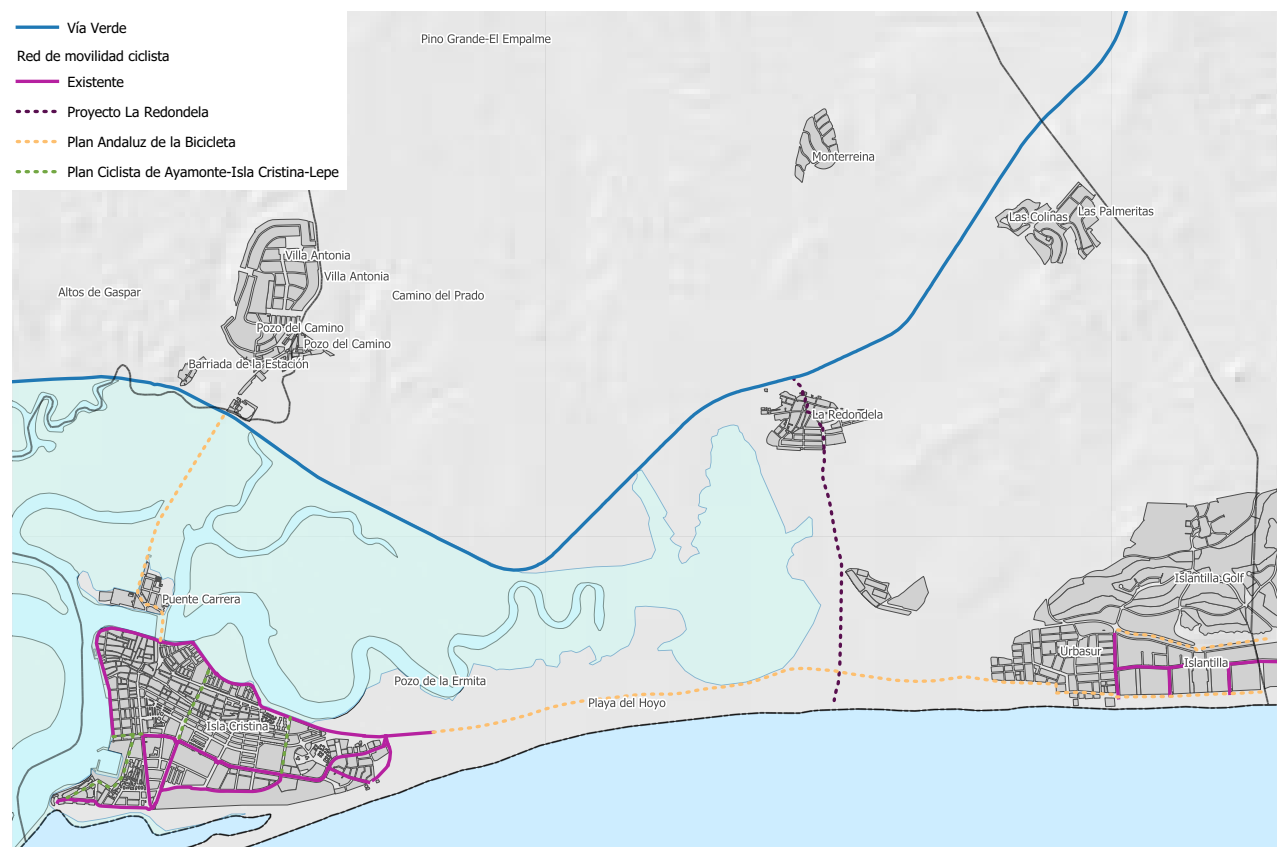 Vía Verde
Red de movilidad ciclista
Existente
Proyecto La Redondela
Plan Andaluz de la Bicicleta
Plan Ciclista de Ayamonte-Isla Cristina-Lepe
Pino Grande-El Empalme
Monterreina
Las Colinas
Las Palmeritas
Villa Antonia
Villa Antonia
Altos de Gaspar
Camino del Prado
Pozo del Camino
Pozo del Camino
Barriada de la Estación
La Redondela
Islantilla Golf
Puente Carrera
Urbasur
Islantilla
Pozo de la Ermita
Playa del Hoyo
Isla Cristina